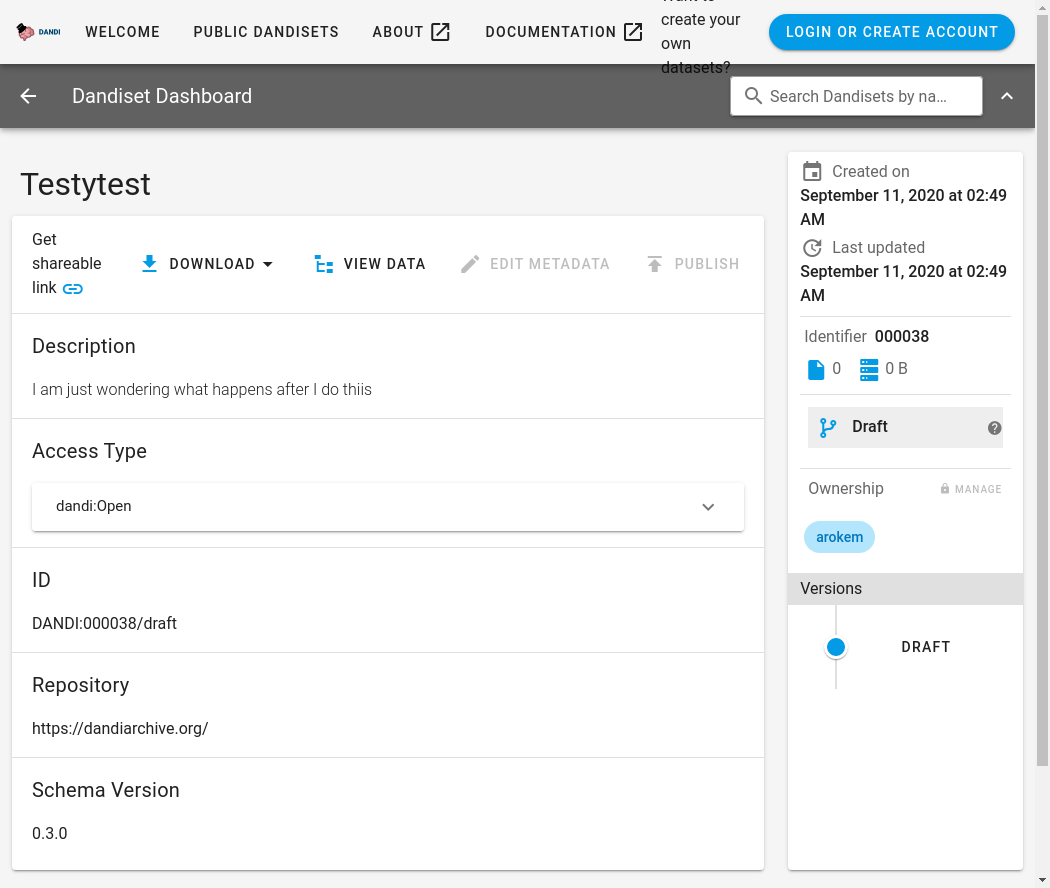 DANDI
WELCOME
PUBLIC DANDISETS
ABOUT
DOCUMENTATION
create your
own
datasets?
LOGIN OR CREATE ACCOUNT
Dandiset Dashboard
Search Dandisets by na…
Testytest
Get
shareable
link
DOWNLOAD
VIEW DATA
EDIT METADATA
PUBLISH
Description
I am just wondering what happens after I do thiis
Access Type
dandi:Open
ID
DANDI:000038/draft
Repository
https://dandiarchive.org/
Schema Version
0.3.0
Created on
September 11, 2020 at 02:49
AM
Last updated
September 11, 2020 at 02:49
AM
Identifier 000038
0
0 B
Draft
Ownership
MANAGE
arokem
Versions
DRAFT